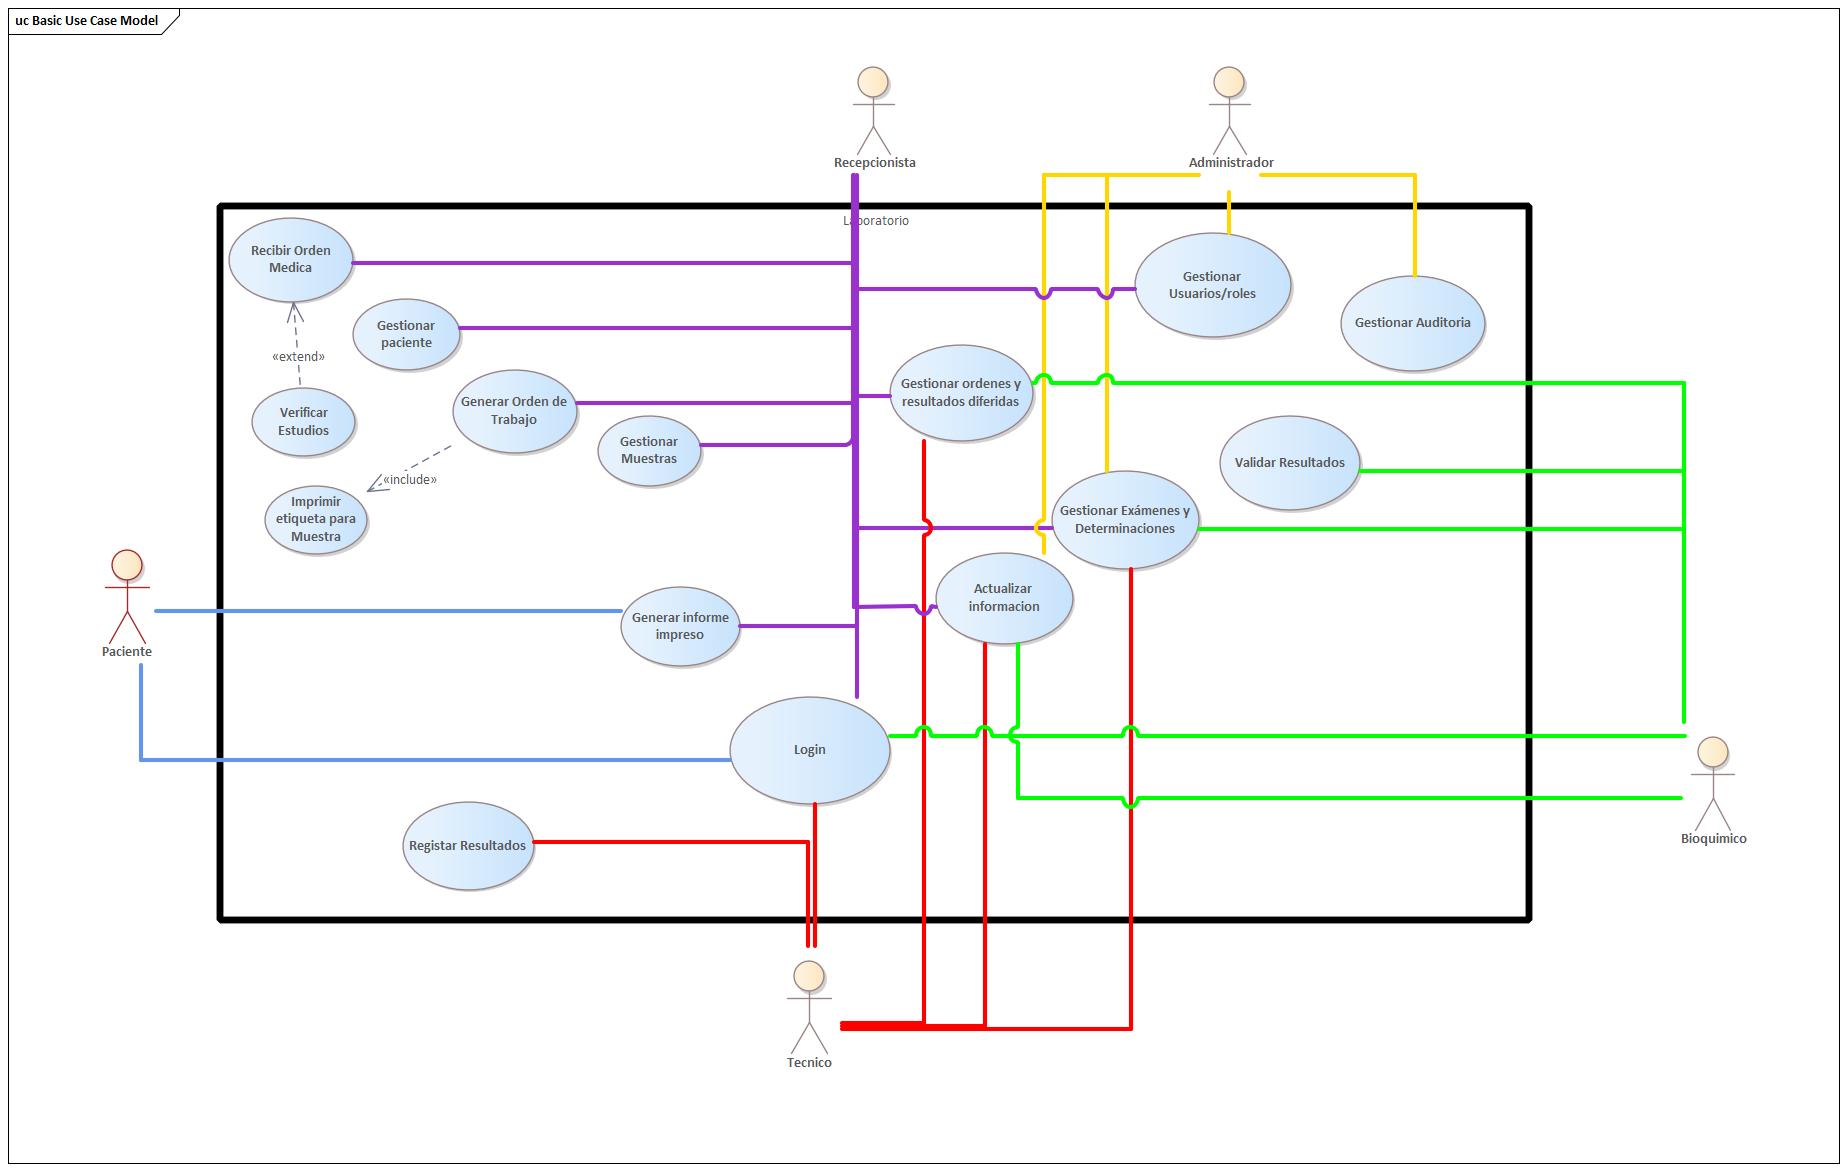 uc Basic Use Case Model
Recepcionista
Administrador
Laboratorio
Recibir Orden
Medica
Gestionar
Usuarios/roles
Gestionar Auditoria
Gestionar
paciente
«extend»
Gestionar ordenes y
resultados diferidas
Verificar
Estudios
Generar Orden de
Trabajo
Gestionar
Muestras
Validar Resultados
«include»
Imprimir
etiqueta para
Muestra
Gestionar Exámenes y
Determinaciones
Actualizar
informacion
Generar informe
impreso
Paciente
Login
Bioquimico
Registar Resultados
Tecnico